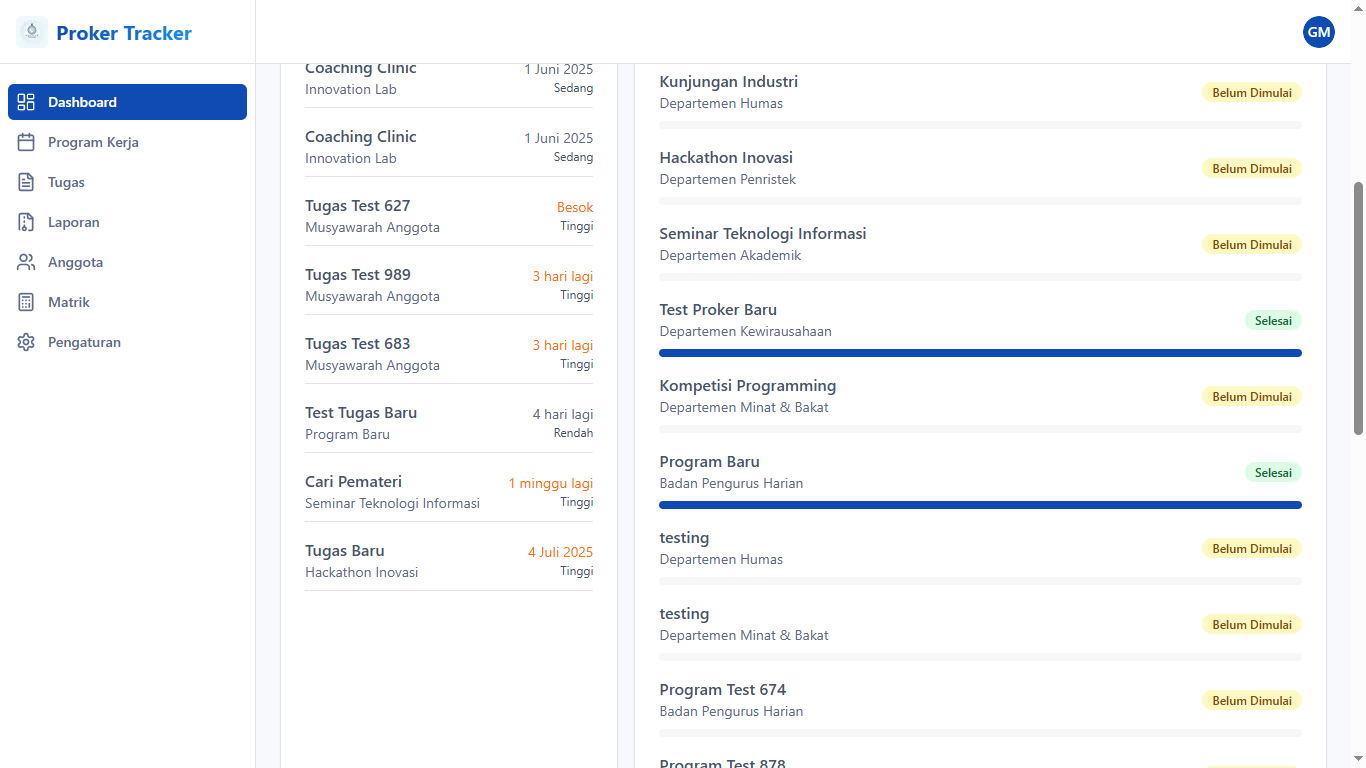 Proker Tracker
GM
Dashboard
Program Kerja
Tugas
Laporan
Anggota
Matrik
Pengaturan
Coaching Clinic
1 Juni 2025
Innovation Lab
Sedang
Coaching Clinic
1 Juni 2025
Innovation Lab
Sedang
Tugas Test 627
Besok
Musyawarah Anggota
Tinggi
Tugas Test 989
3 hari lagi
Musyawarah Anggota
Tinggi
Tugas Test 683
3 hari lagi
Musyawarah Anggota
Tinggi
Test Tugas Baru
4 hari lagi
Program Baru
Rendah
Cari Pemateri
1 minggu lagi
Seminar Teknologi Informasi
Tinggi
Tugas Baru
4 Juli 2025
Hackathon Inovasi
Tinggi
Kunjungan Industri
Departemen Humas
Belum Dimulai
Hackathon Inovasi
Departemen Penristek
Belum Dimulai
Seminar Teknologi Informasi
Departemen Akademik
Belum Dimulai
Test Proker Baru
Departemen Kewirausahaan
Selesai
Kompetisi Programming
Departemen Minat & Bakat
Belum Dimulai
Program Baru
Badan Pengurus Harian
Selesai
testing
Departemen Humas
Belum Dimulai
testing
Departemen Minat & Bakat
Belum Dimulai
Program Test 674
Badan Pengurus Harian
Belum Dimulai
Program Test 878